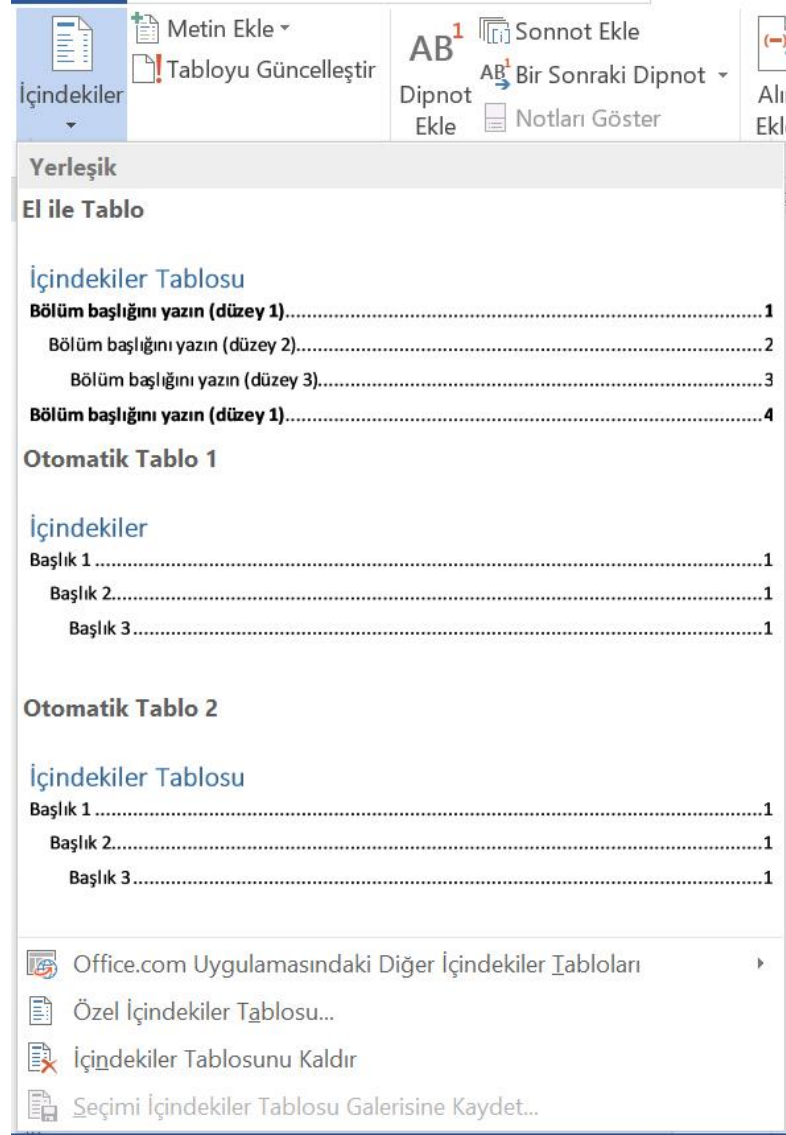 İçindekiler
Metin Ekle
Tabloyu Güncelleştir
AB1
Dipnot
Ekle
Sonnot Ekle
Bir Sonraki Dipnot
Notları Göster
Yerleşik
El ile Tablo
İçindekiler Tablosu
Bölüm başlığını yazın (düzey 1)....................1
Bölüm başlığını yazın (düzey 2)....................2
Bölüm başlığını yazın (düzey 3)....................3
Bölüm başlığını yazın (düzey 1)....................4
Otomatik Tablo 1
İçindekiler
Başlık 1....................1
Başlık 2....................1
Başlık 3....................1
Otomatik Tablo 2
İçindekiler Tablosu
Başlık 1....................1
Başlık 2....................1
Başlık 3....................1
Office.com Uygulamasındaki Diğer İçindekiler Tabloları
Özel İçindekiler Tablosu...
İçindekiler Tablosunu Kaldır
Seçimi İçindekiler Tablosu Galerisine Kaydet...